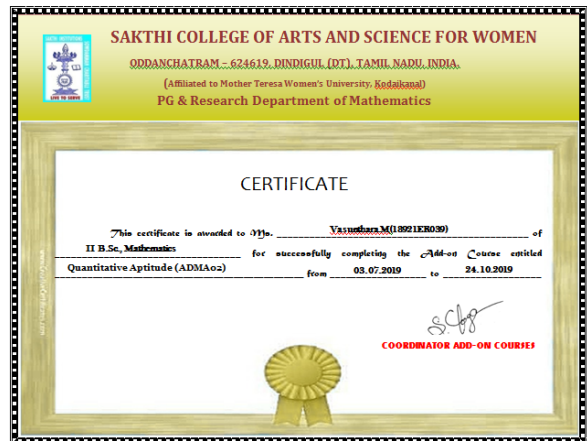 SAKTHI COLLEGE OF ARTS AND SCIENCE FOR WOMEN
ODDANCHATRAM – 624619, DINDIGUL (DT), TAMIL NADU, INDIA.
(Affiliated to Mother Teresa Women's University, Kodaikanal)
PG & Research Department of Mathematics
LIVE TO SERVE
CERTIFICATE
This certificate is awarded to Ms. Vasunthara.M(18921ER039) of
II B.Sc., Mathematics for successfully completing the Add-on Course entitled
Quantitative Aptitude (ADMA02) from 03.07.2019 to 24.10.2019
COORDINATOR ADD-ON COURSES